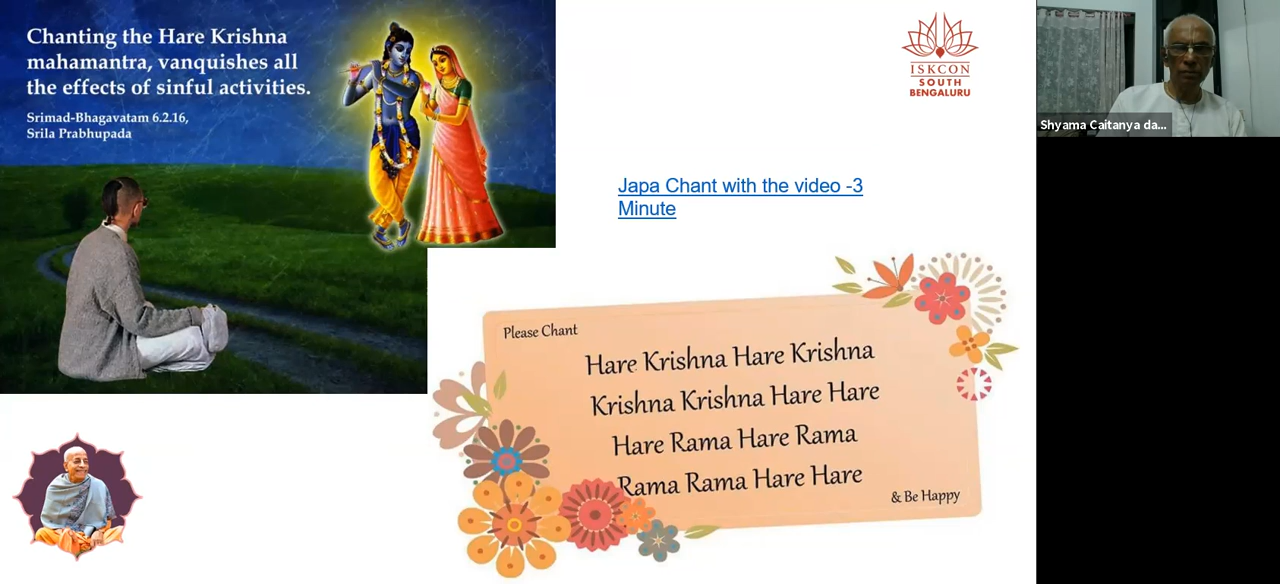 Chanting the Hare Krishna
mahamantra, vanquishes all
the effects of sinful activities.
Srimad-Bhagavatam 6.2.16,
Srila Prabhupada
ISKCON
SOUTH
BENGALURU
Shyama Caitanya da...
Japa Chant with the video -3
Minute
Please Chant
Hare Krishna Hare Krishna
Krishna Krishna Hare Hare
Hare Rama Hare Rama
Rama Rama Hare Hare
& Be Happy